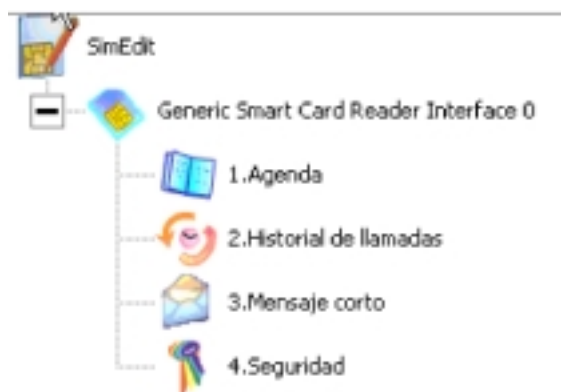 SimEdit
Generic Smart Card Reader Interface 0
1.Agenda
2.Historial de llamadas
3.Mensaje corto
4.Seguridad